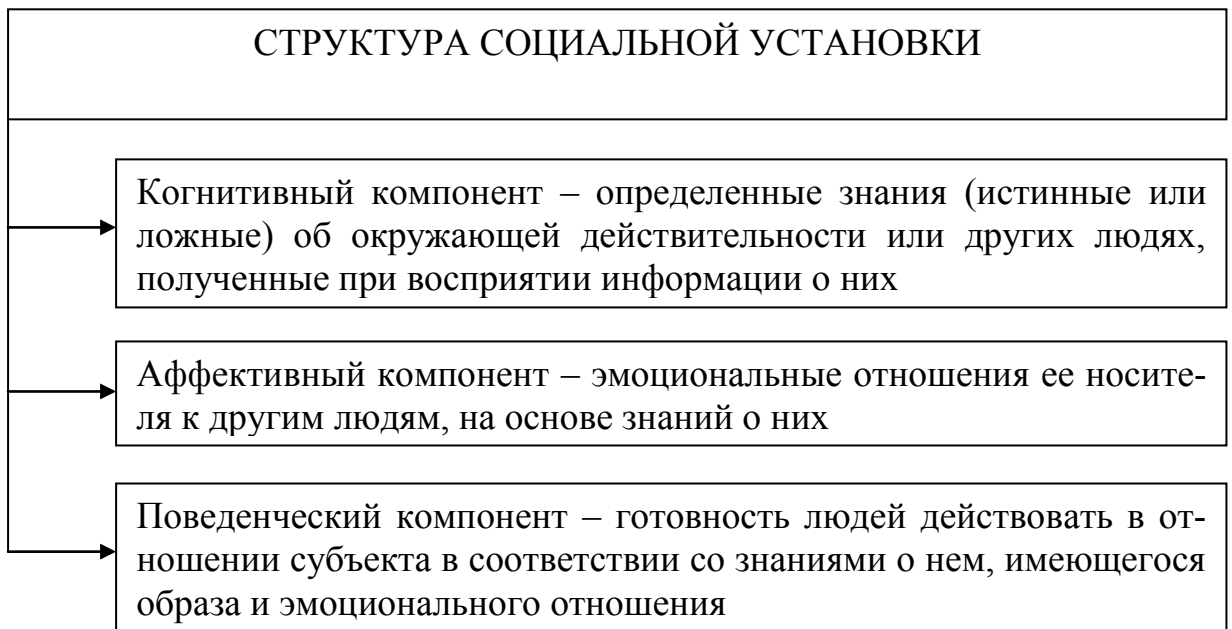 СТРУКТУРА СОЦИАЛЬНОЙ УСТАНОВКИ
Когнитивный компонент – определенные знания (истинные или
ложные) об окружающей действительности или других людях,
полученные при восприятии информации о них
Аффективный компонент – эмоциональные отношения ее носите-
ля к другим людям, на основе знаний о них
Поведенческий компонент – готовность людей действовать в от-
ношении субъекта в соответствии со знаниями о нем, имеющегося
образа и эмоционального отношения